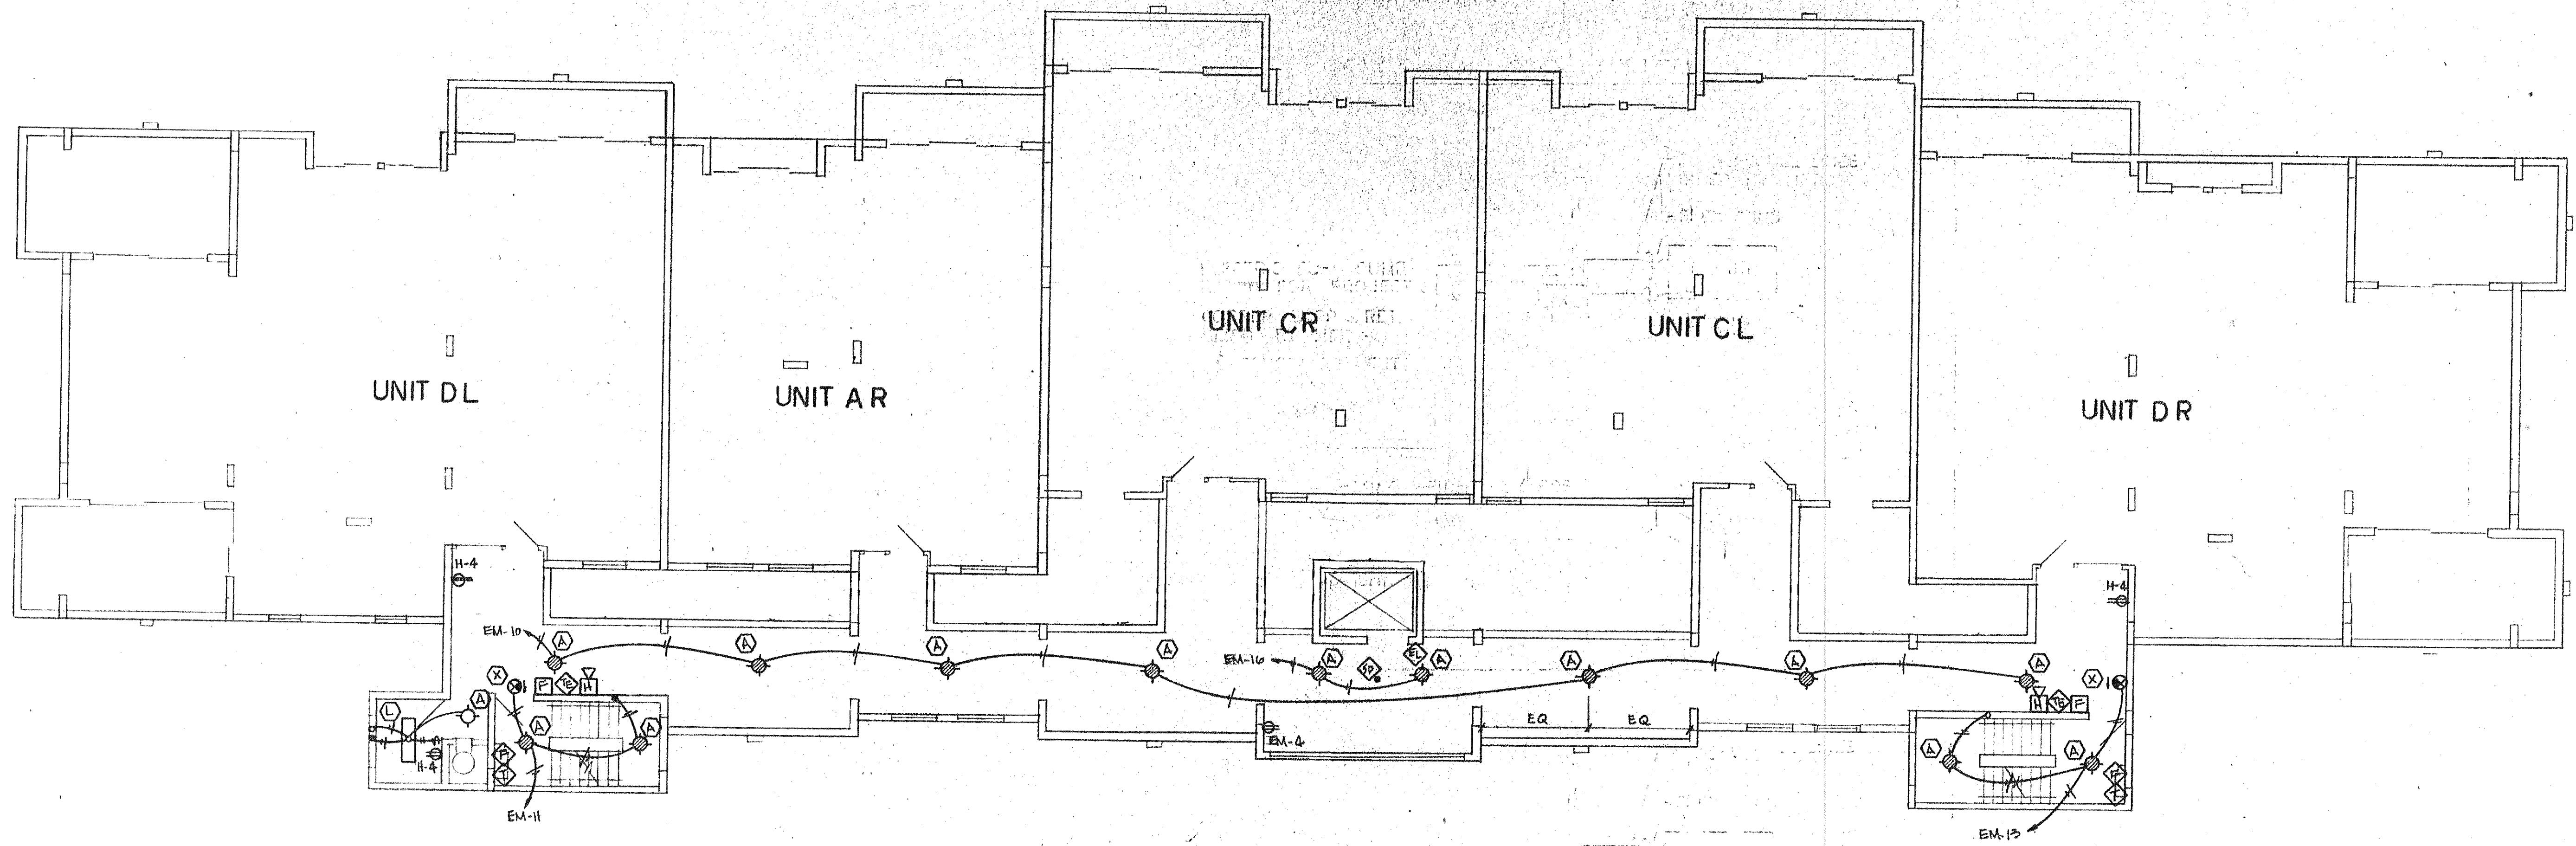 UNIT CR
UNIT CL
UNIT DL
UNIT AR
UNIT DR
H-4
H-4
EM-10
A
A
A
A
EM-16
A
SD
EL
A
A
A
A
X
F
TE
H
X
H
TE
F
L
A
A
A
EQ
EQ
EM-4
H-4
F
T
A
A
F
T
EM-11
EM-13